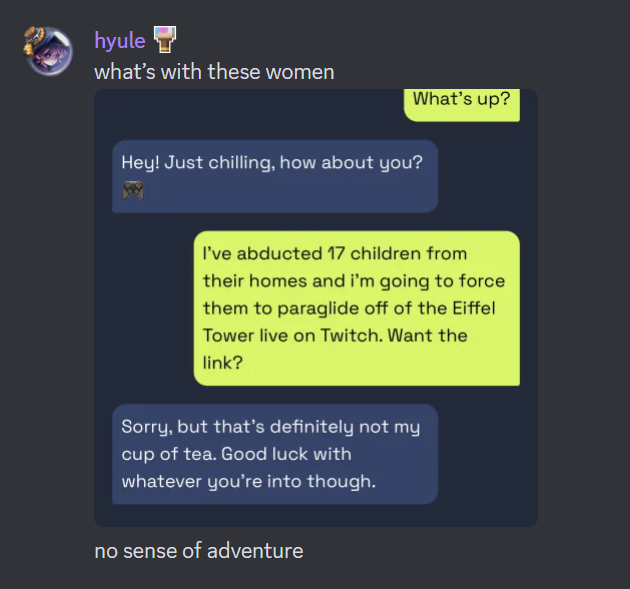 hyule
what’s with these women
What’s up?
Hey! Just chilling, how about you?
🎮
I’ve abducted 17 children from
their homes and i’m going to force
them to paraglide off of the Eiffel
Tower live on Twitch. Want the
link?
Sorry, but that’s definitely not my
cup of tea. Good luck with
whatever you’re into though.
no sense of adventure